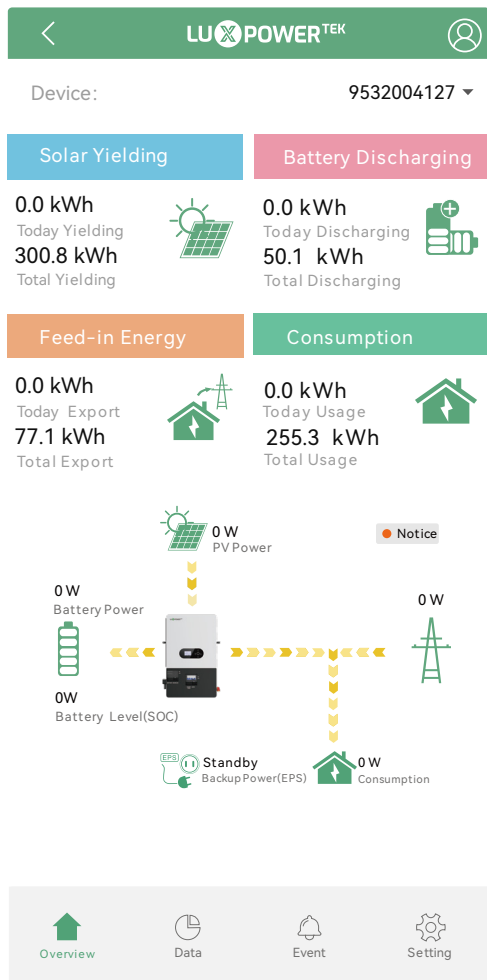 LUXPOWERTEK
Device:
9532004127
Solar Yielding
Battery Discharging
0.0 kWh
Today Yielding
300.8 kWh
Total Yielding
0.0 kWh
Today Discharging
50.1 kWh
Total Discharging
Feed-in Energy
Consumption
0.0 kWh
Today Export
77.1 kWh
Total Export
0.0 kWh
Today Usage
255.3 kWh
Total Usage
0 W
PV Power
Notice
0 W
Battery Power
0 W
0W
Battery Level(SOC)
EPS
Standby
Backup Power(EPS)
0 W
Consumption
Overview
Data
Event
Setting